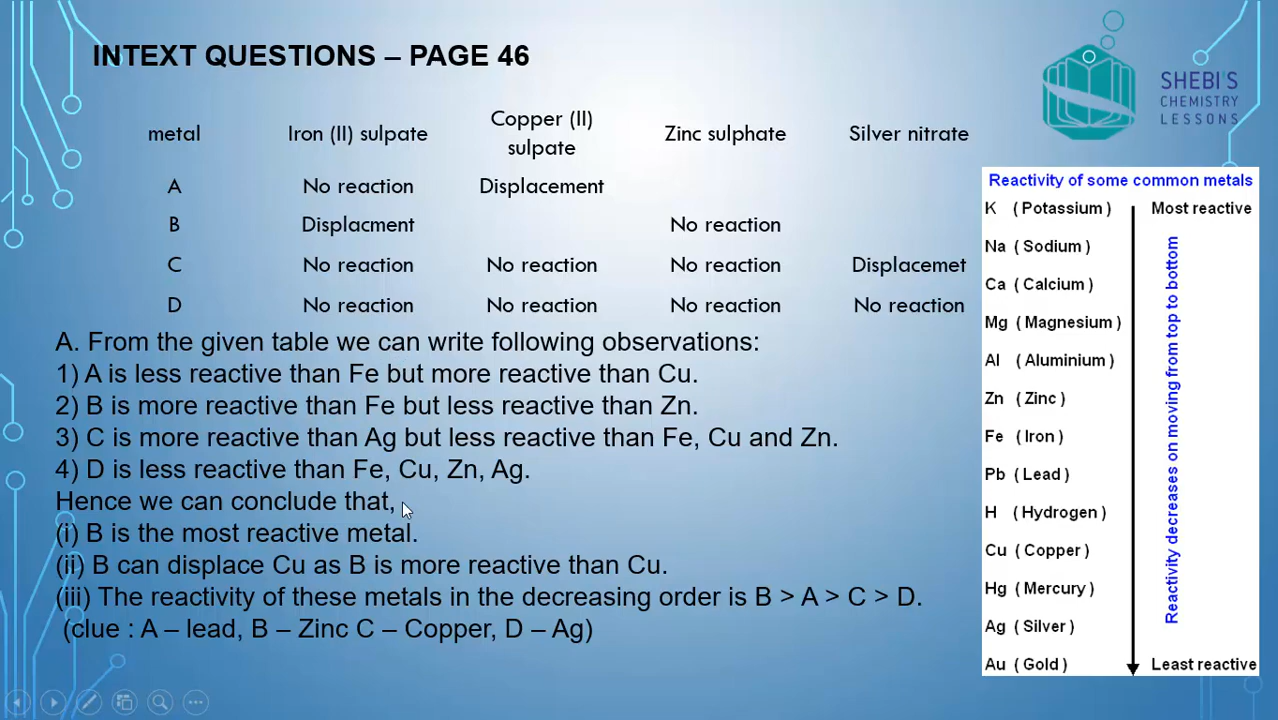 INTEXT QUESTIONS – PAGE 46
SHEBI'S
CHEMISTRY
LESSONS
metal Iron (II) sulpate Copper (II) sulpate Zinc sulphate Silver nitrate
A No reaction Displacement
B Displacment No reaction
C No reaction No reaction No reaction Displacemet
D No reaction No reaction No reaction No reaction
A. From the given table we can write following observations:
1) A is less reactive than Fe but more reactive than Cu.
2) B is more reactive than Fe but less reactive than Zn.
3) C is more reactive than Ag but less reactive than Fe, Cu and Zn.
4) D is less reactive than Fe, Cu, Zn, Ag.
Hence we can conclude that,
(i) B is the most reactive metal.
(ii) B can displace Cu as B is more reactive than Cu.
(iii) The reactivity of these metals in the decreasing order is B > A > C > D.
(clue : A – lead, B – Zinc C – Copper, D – Ag)
Reactivity of some common metals
K ( Potassium ) Most reactive
Na ( Sodium )
Ca ( Calcium )
Mg ( Magnesium )
Al ( Aluminium )
Zn ( Zinc )
Fe ( Iron )
Pb ( Lead )
H ( Hydrogen )
Cu ( Copper )
Hg ( Mercury )
Ag ( Silver )
Au ( Gold ) Least reactive
Reactivity decreases on moving from top to bottom